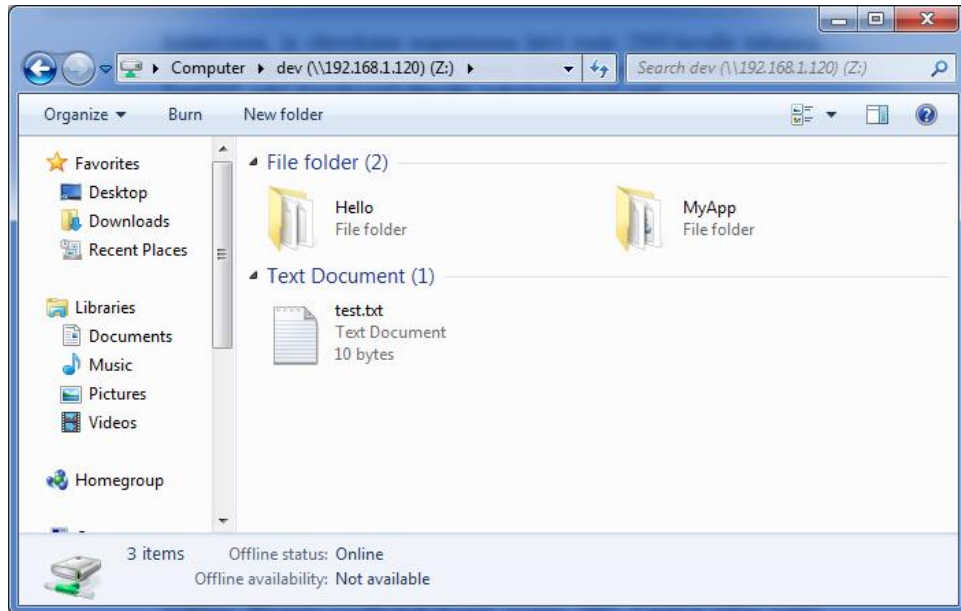 Computer dev (\\192.168.1.120) (Z:)
Search dev (\\192.168.1.120) (Z:)
Organize Burn New folder
Favorites
Desktop
Downloads
Recent Places
Libraries
Documents
Music
Pictures
Videos
Homegroup
File folder (2)
Hello
File folder
MyApp
File folder
Text Document (1)
test.txt
Text Document
10 bytes
3 items
Offline status: Online
Offline availability: Not available